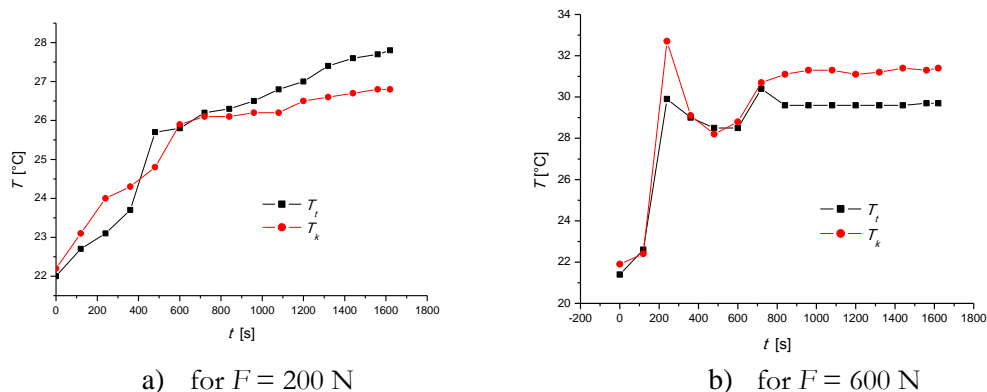 28
27
26
25
24
23
22
T [°C]
0 200 400 600 800 1000 1200 1400 1600 1800
t [s]
T_t
T_k
a) for F = 200 N
34
32
30
28
26
24
22
20
T [°C]
-200 0 200 400 600 800 1000 1200 1400 1600 1800
t [s]
T_t
T_k
b) for F = 600 N